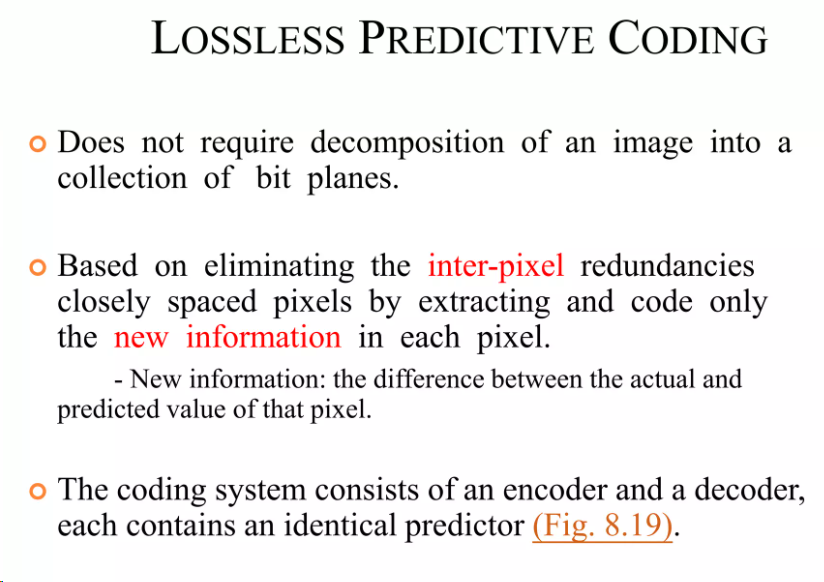 LOSSLESS PREDICTIVE CODING
Does not require decomposition of an image into a
collection of bit planes.
Based on eliminating the inter-pixel redundancies
closely spaced pixels by extracting and code only
the new information in each pixel.
- New information: the difference between the actual and
predicted value of that pixel.
The coding system consists of an encoder and a decoder,
each contains an identical predictor (Fig. 8.19).